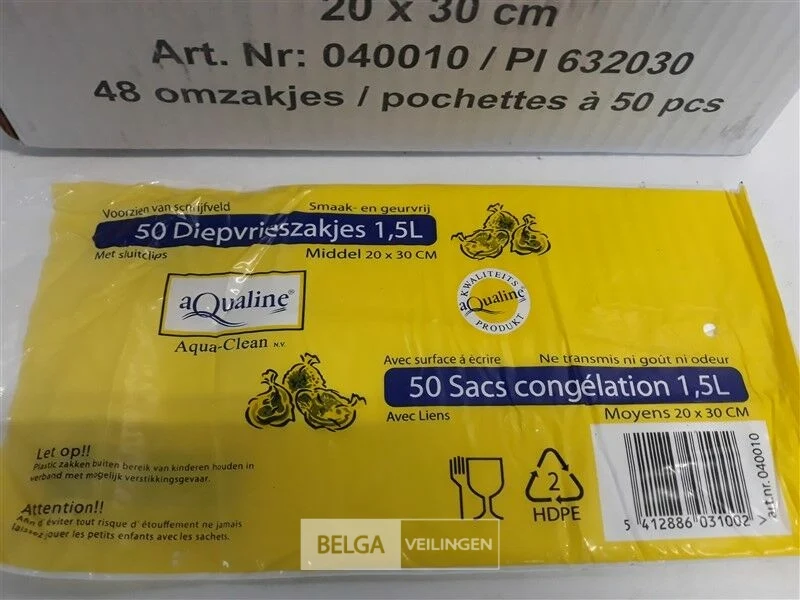 20 x 30 cm
Art. Nr: 040010 / PI 632030
48 omzakjes / pochettes à 50 pcs
Voorzien van schrijfveld
Smaak- en geurvrij
50 Diepvrieszakjes 1,5L
Met sluitclips
Middel 20 x 30 CM
aQualine®
Aqua-Clean N.V.
KWALITEITS
aQualine
PRODUKT
Avec surface á ècrire
Ne transmis ni goût ni odeur
50 Sacs congélation 1,5L
Avec Liens
Moyens 20 x 30 CM
Let op!!
Plastic zakken buiten bereik van kinderen houden in
verband met mogelijk verstikkingsgevaar.
Attention!!
Afin d'éviter tout risque d'étouffement ne jamais
laissez jouer les petits enfants avec les sachets.
2
HDPE
5 412886 031002 >
art.nr. 040010
BELGA VEILINGEN